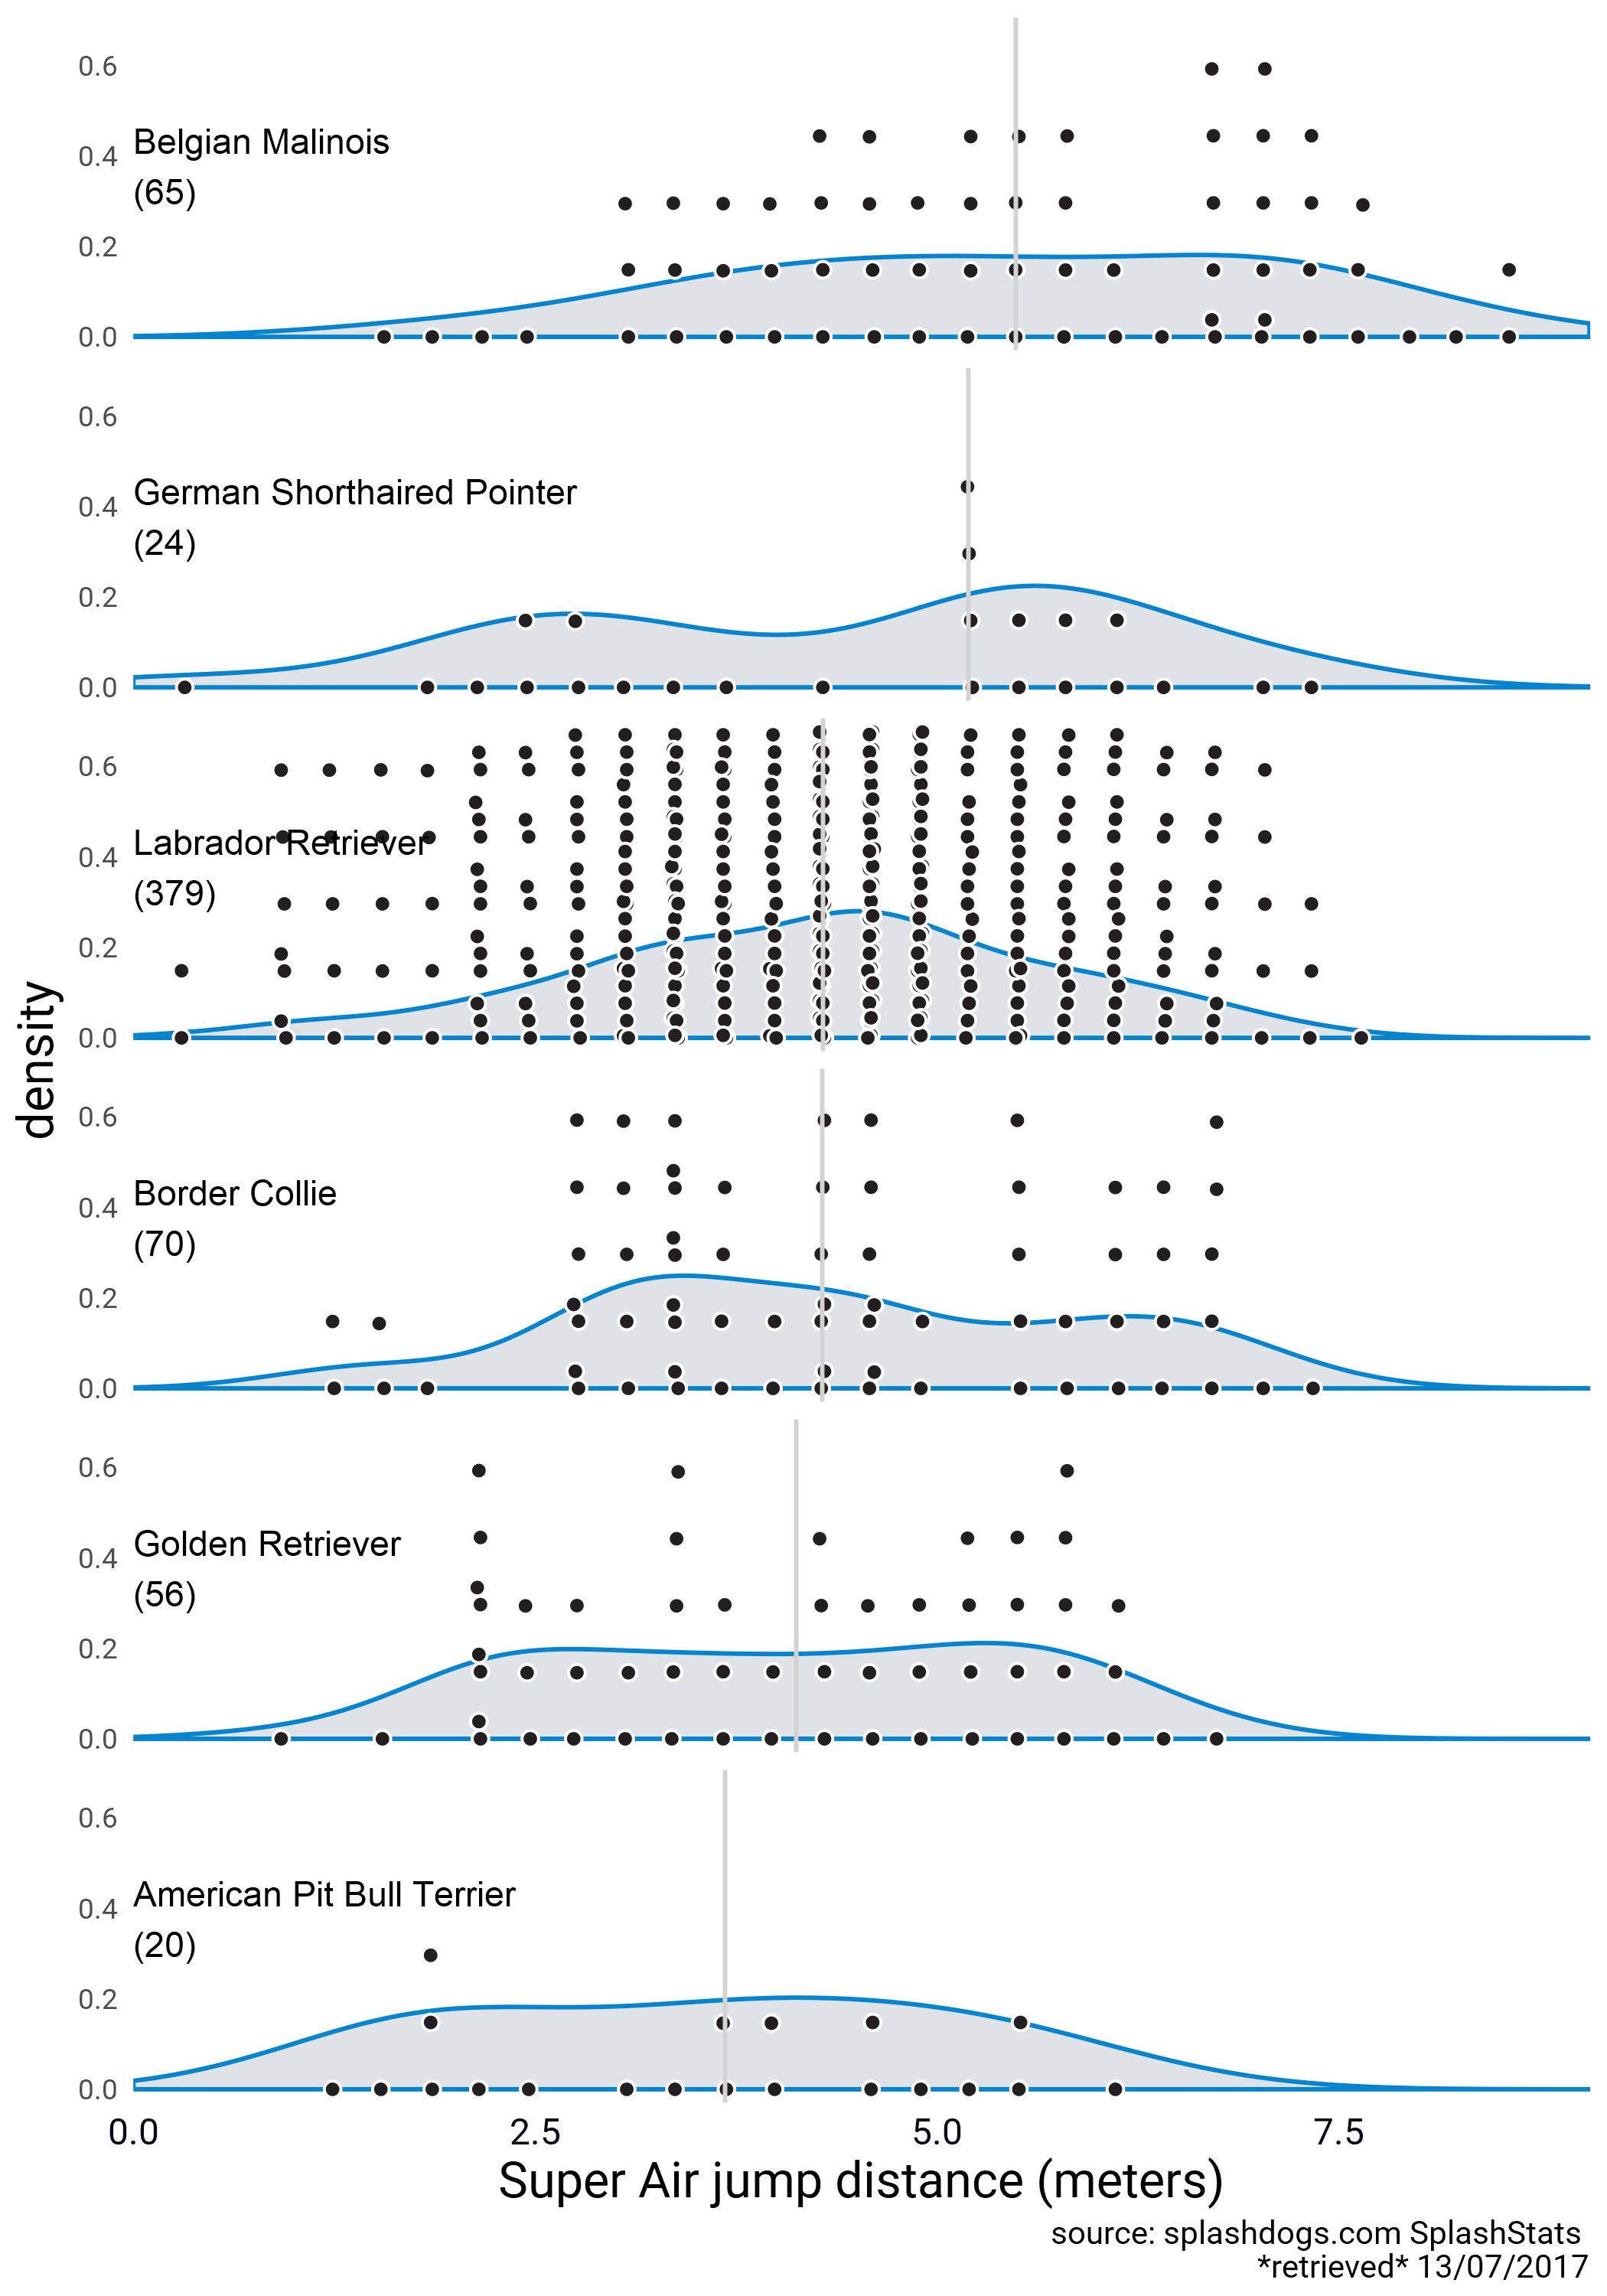 0.6
Belgian Malinois
0.4
(65)
0.2
0.0
0.6
German Shorthaired Pointer
0.4
(24)
0.2
0.0
0.6
Labrador Retriever
0.4
(379)
0.2
0.0
density
0.6
Border Collie
0.4
(70)
0.2
0.0
0.6
Golden Retriever
0.4
(56)
0.2
0.0
0.6
American Pit Bull Terrier
0.4
(20)
0.2
0.0
0.0 2.5 5.0 7.5
Super Air jump distance (meters)
source: splashdogs.com SplashStats
*retrieved* 13/07/2017